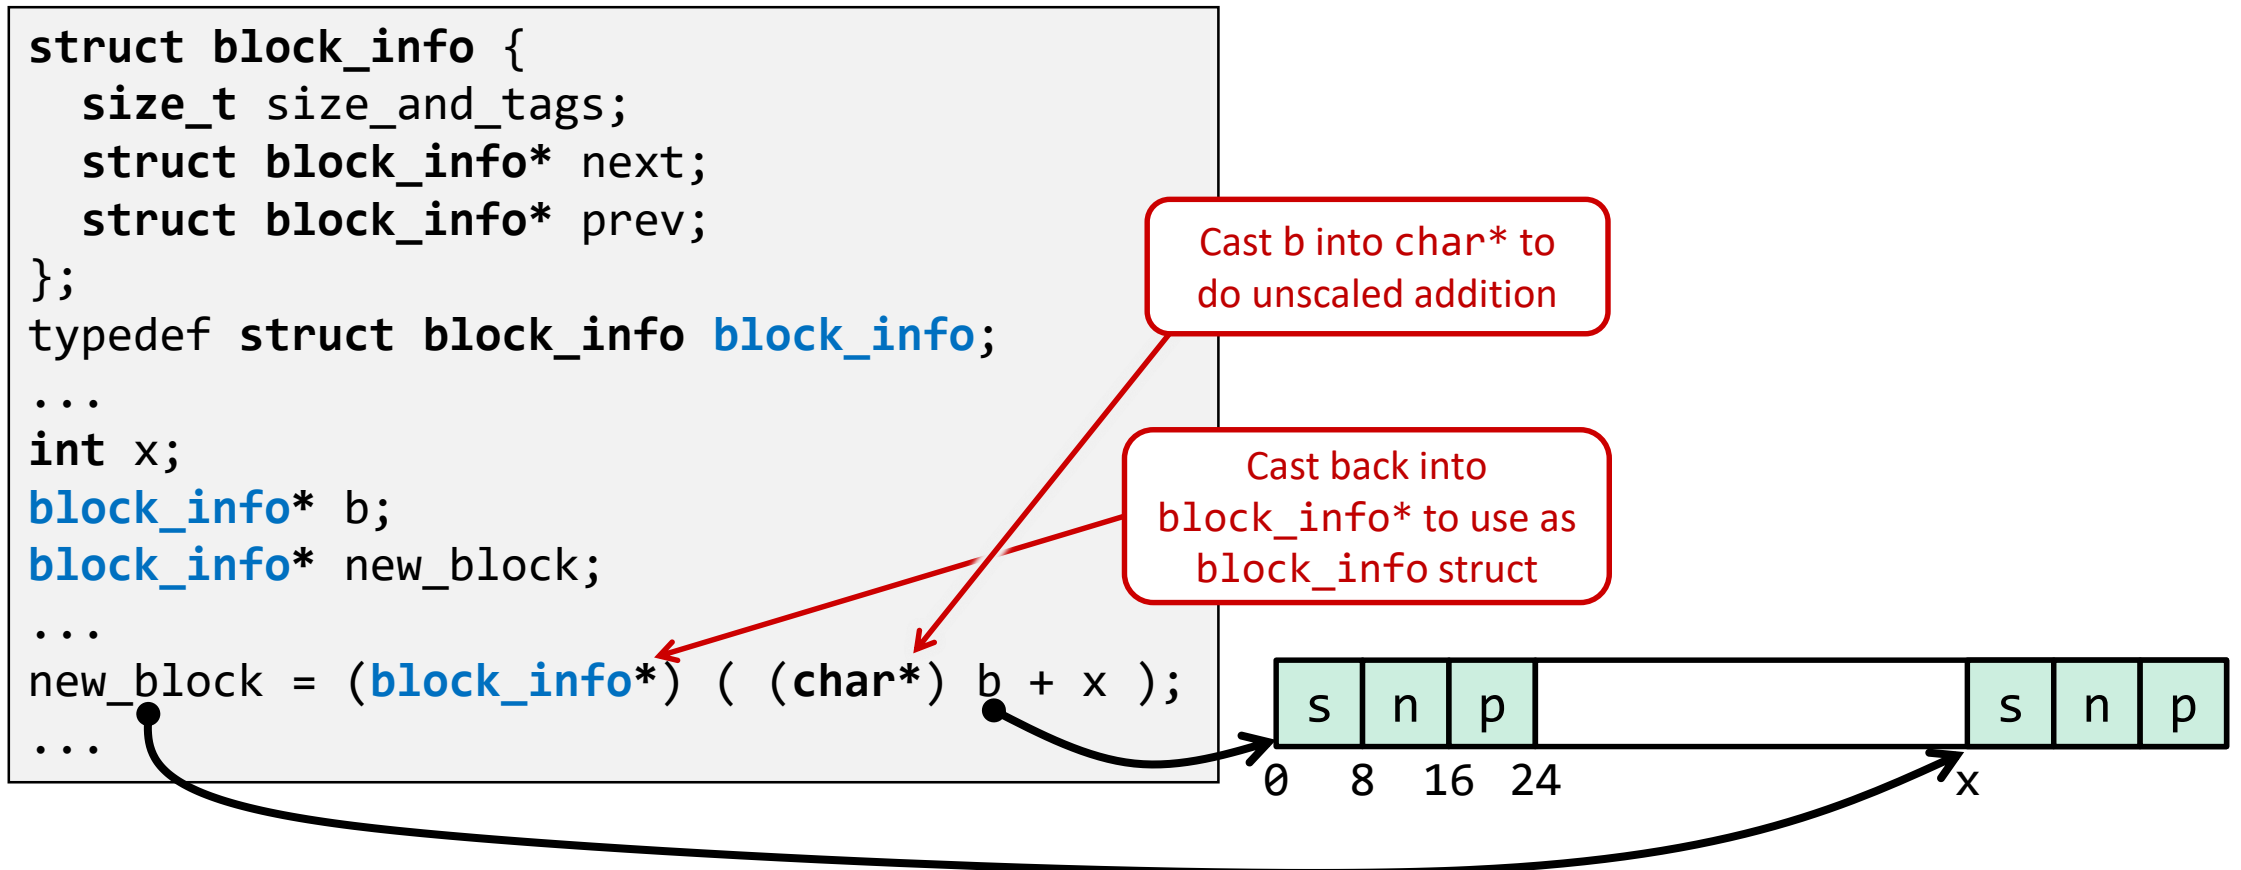 struct block_info {
  size_t size_and_tags;
  struct block_info* next;
  struct block_info* prev;
};
typedef struct block_info block_info;
...
int x;
block_info* b;
block_info* new_block;
...
new_block = (block_info*) ( (char*) b + x );
...
Cast b into char* to
do unscaled addition
Cast back into
block_info* to use as
block_info struct
s n p s n p
0 8 16 24 x